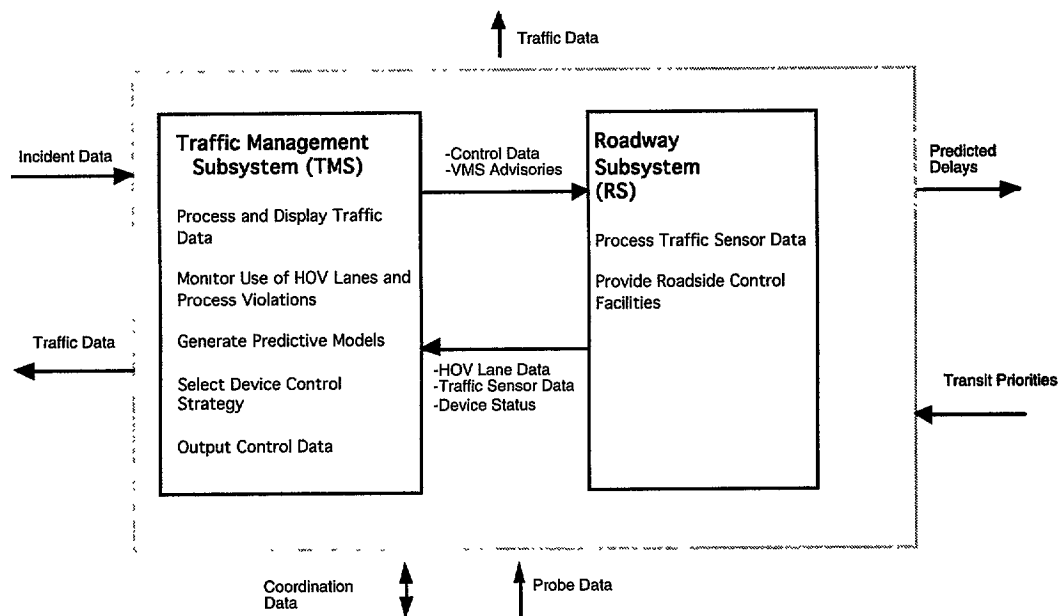 Traffic Data
Incident Data
Traffic Management
Subsystem (TMS)
Process and Display Traffic
Data
Monitor Use of HOV Lanes and
Process Violations
Generate Predictive Models
Select Device Control
Strategy
Output Control Data
-Control Data
-VMS Advisories
-HOV Lane Data
-Traffic Sensor Data
-Device Status
Roadway
Subsystem
(RS)
Process Traffic Sensor Data
Provide Roadside Control
Facilities
Predicted
Delays
Traffic Data
Transit Priorities
Coordination
Data
Probe Data